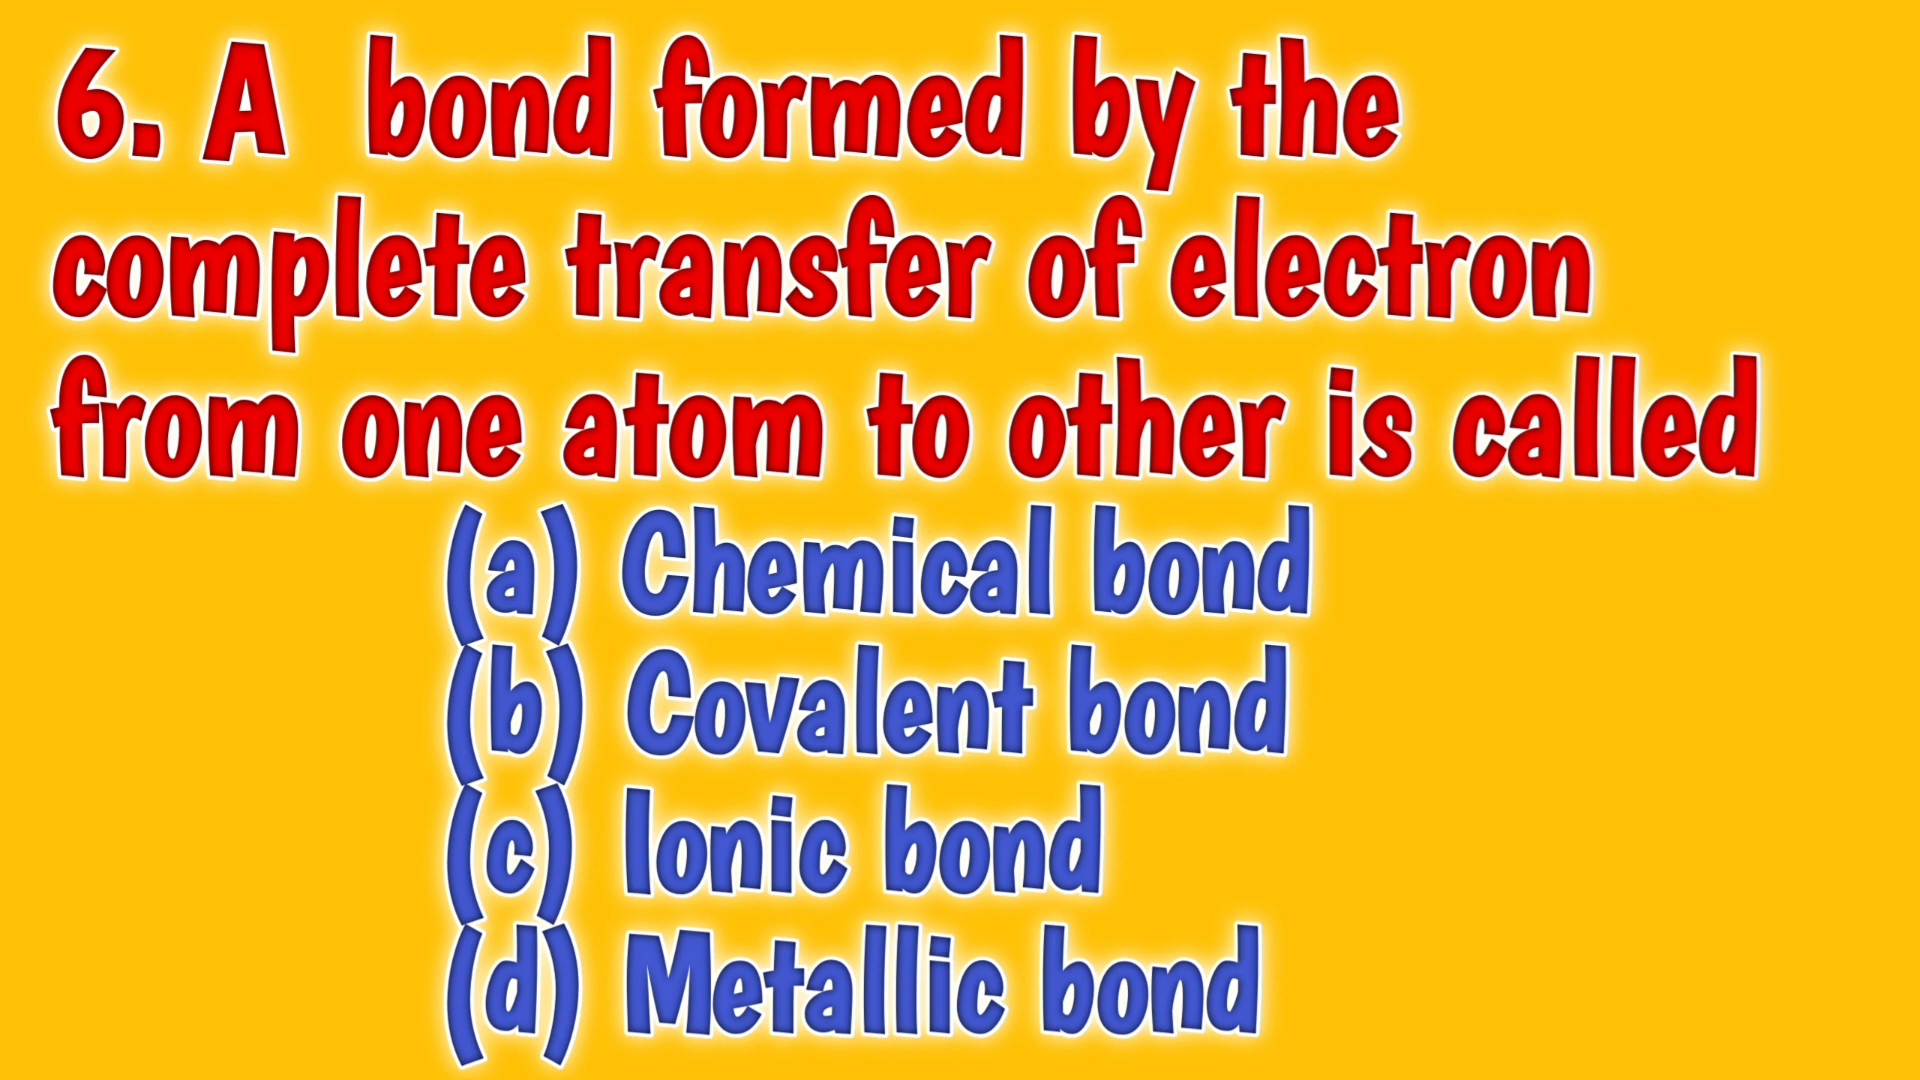 6. A bond formed by the
complete transfer of electron
from one atom to other is called
(a) Chemical bond
(b) Covalent bond
(c) Ionic bond
(d) Metallic bond